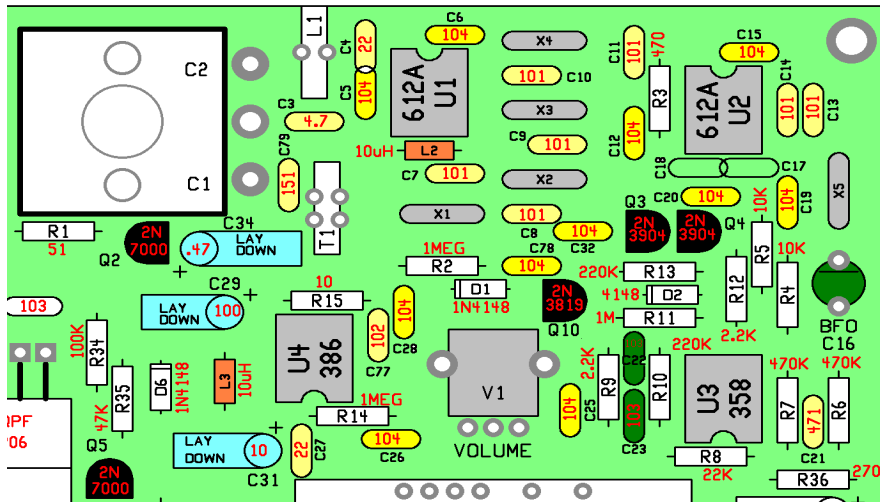 L1
C4
22
C5
104
C6
104
612A
U1
X4
101
C10
X3
C9
101
X2
C11
101
470
R3
C12
104
C15
104
612A
U2
C14
101
101
C13
C2
C3
4.7
C79
151
C1
10uH
L2
C7
101
X1
101
C8
C18
C17
C20
104
104
C19
X5
R1
51
2N
7000
Q2
C34
.47
LAY
DOWN
T1
1MEG
R2
C78
104
104
C32
Q3
2N
3904
2N
3904
Q4
10K
R5
10K
R4
C29
LAY
DOWN
100
10
R15
D1
1N4148
2N
3819
Q10
220K
R13
4148
D2
1M
R11
R12
2.2K
BFO
C16
103
100K
R34
U4
386
102
C77
104
C28
V1
2.2K
R9
C22
220K
R10
U3
358
470K
R7
470K
R6
R35
47K
D6
1N4148
L3
10uH
1MEG
R14
104
C25
103
C23
471
C21
QPF
906
LAY
DOWN
10
C31
22
C27
104
C26
VOLUME
R8
22K
Q5
2N
7000
R36
270